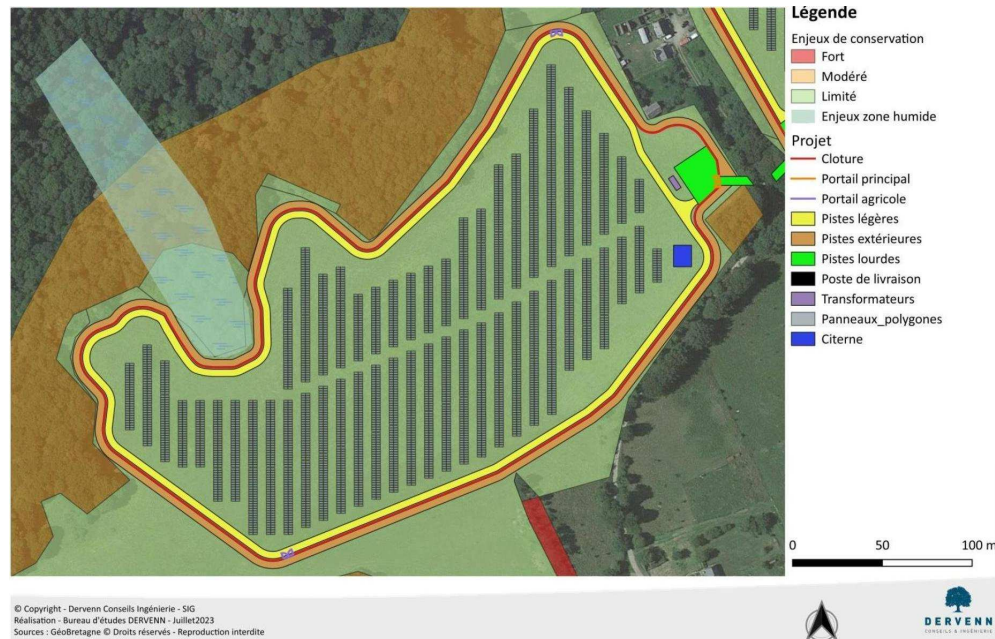 Légende
Enjeux de conservation
Fort
Modéré
Limité
Enjeux zone humide
Projet
Cloture
Portail principal
Portail agricole
Pistes légères
Pistes extérieures
Pistes lourdes
Poste de livraison
Transformateurs
Panneaux_polygones
Citerne
0 50 100 m
© Copyright - Dervenn Conseils Ingénierie - SIG
Réalisation - Bureau d'études DERVENN - Juillet2023
Sources : GéoBretagne © Droits réservés - Reproduction interdite
DERVENN
CONSEILS & INGÉNIERIE